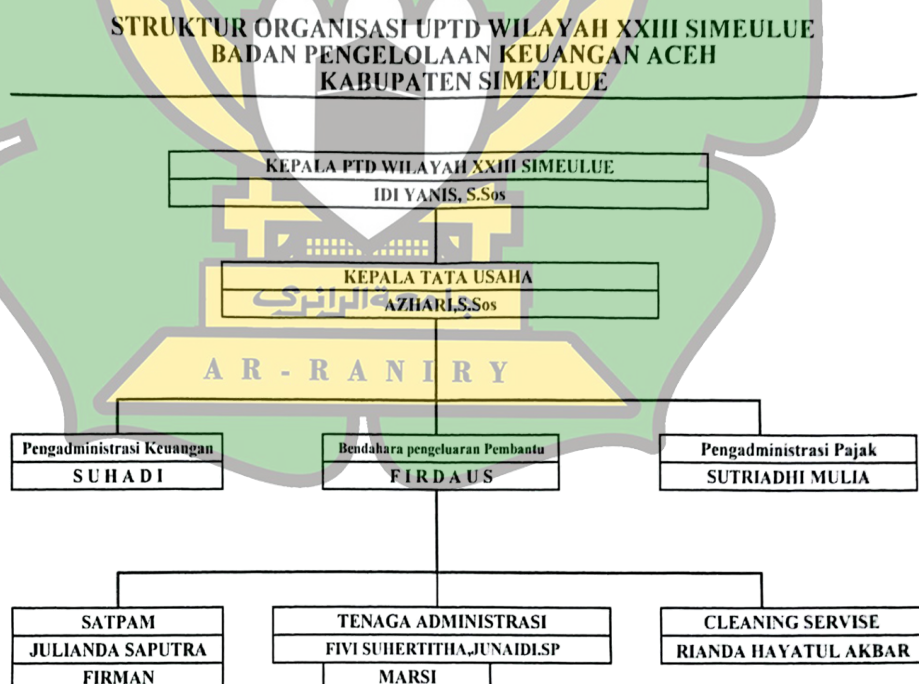 STRUKTUR ORGANISASI UPTD WILAYAH XXIII SIMEULUE
BADAN PENGELOLAAN KEUANGAN ACEH
KABUPATEN SIMEULUE
KEPALA PTD WILAYAH XXIII SIMEULUE
IDI YANIS, S.Sos
KEPALA TATA USAHA
AZHARI,S.Sos
جامعة الرانري
AR-RANIRY
Pengadministrasi Keuangan
SUHADI
Bendahara pengeluaran Pembantu
FIRDAUS
Pengadministrasi Pajak
SUTRIADHI MULIA
SATPAM
JULIANDA SAPUTRA
FIRMAN
TENAGA ADMINISTRASI
FIVI SUHERTITHA,JUNAIDI.SP
MARSI
CLEANING SERVISE
RIANDA HAYATUL AKBAR